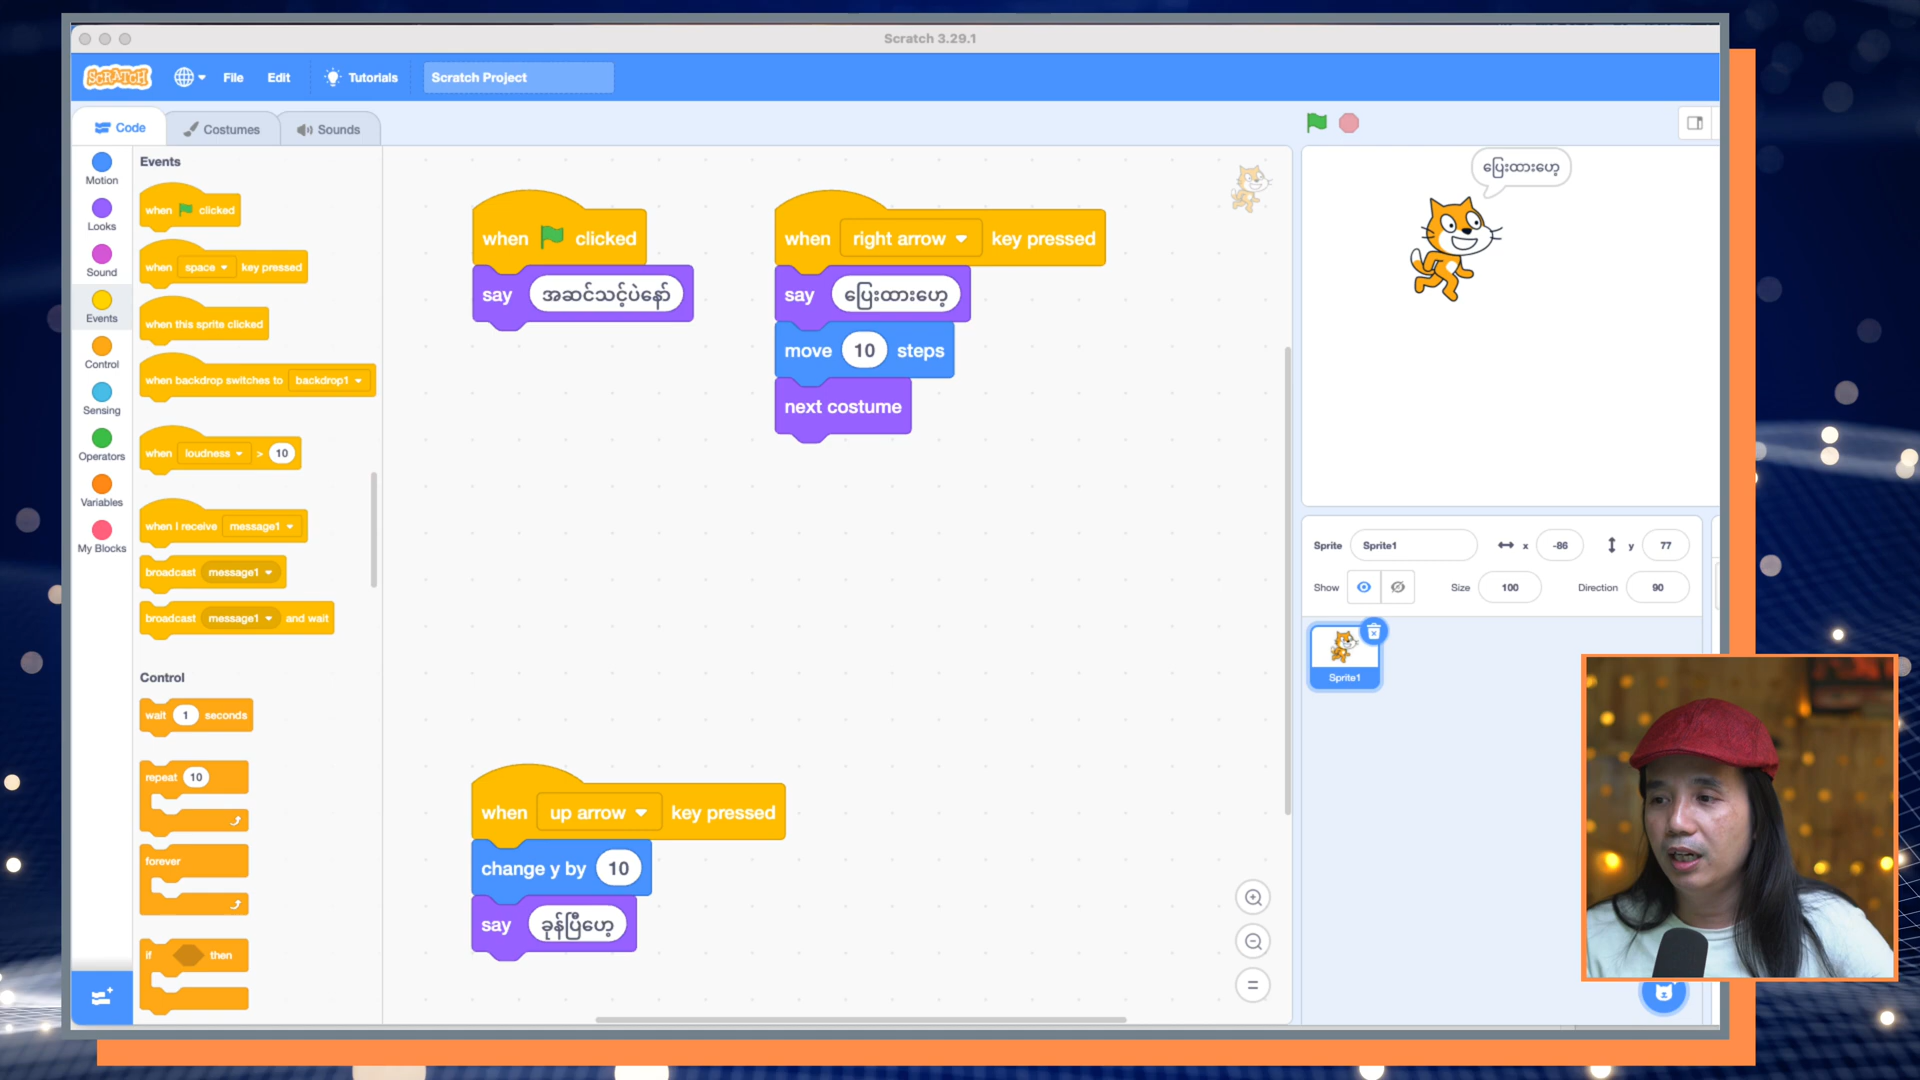 Scratch 3.29.1
SCRATCH
File
Edit
Tutorials
Scratch Project
Code
Costumes
Sounds
Motion
Looks
Sound
Events
Control
Sensing
Operators
Variables
My Blocks
Events
when clicked
when space key pressed
when this sprite clicked
when backdrop switches to backdrop1
when loudness > 10
when I receive message1
broadcast message1
broadcast message1 and wait
Control
wait 1 seconds
repeat 10
forever
if then
when clicked
say အဆင်သင့်ပဲနော်
when right arrow key pressed
say ပြေးထားဟေ့
move 10 steps
next costume
when up arrow key pressed
change y by 10
say ခုန်ပြီဟေ့
ပြေးထားဟေ့
Sprite Sprite1 x -86 y 77
Show Size 100 Direction 90
Sprite1